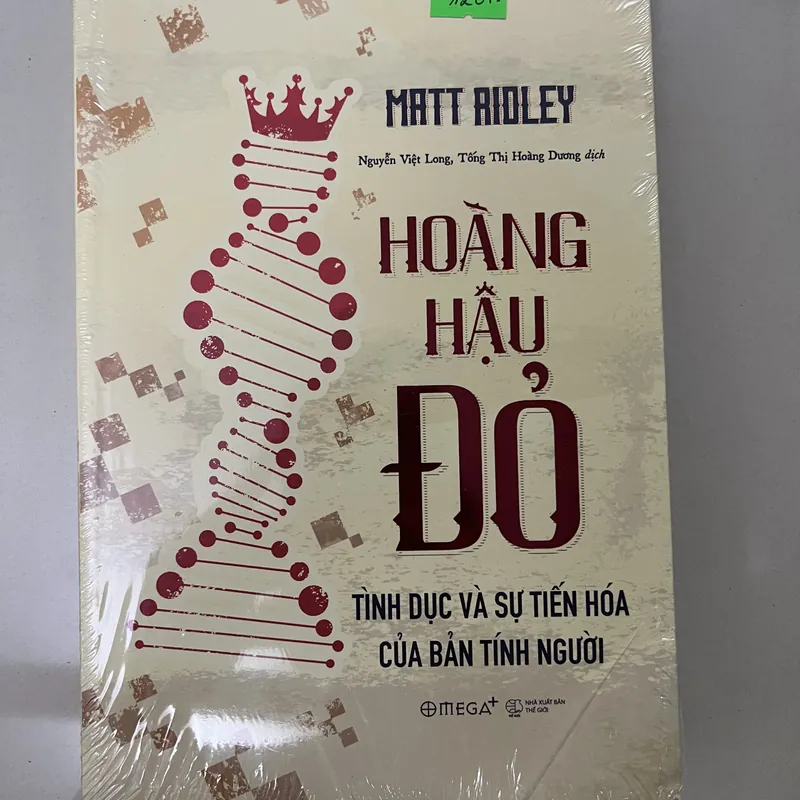 MATT RIDLEY
Nguyễn Việt Long, Tống Thị Hoàng Dương dịch
HOÀNG
HẬU
ĐỎ
TÌNH DỤC VÀ SỰ TIẾN HÓA
CỦA BẢN TÍNH NGƯỜI
OMEGA+
NHÀ XUẤT BẢN
THẾ GIỚI